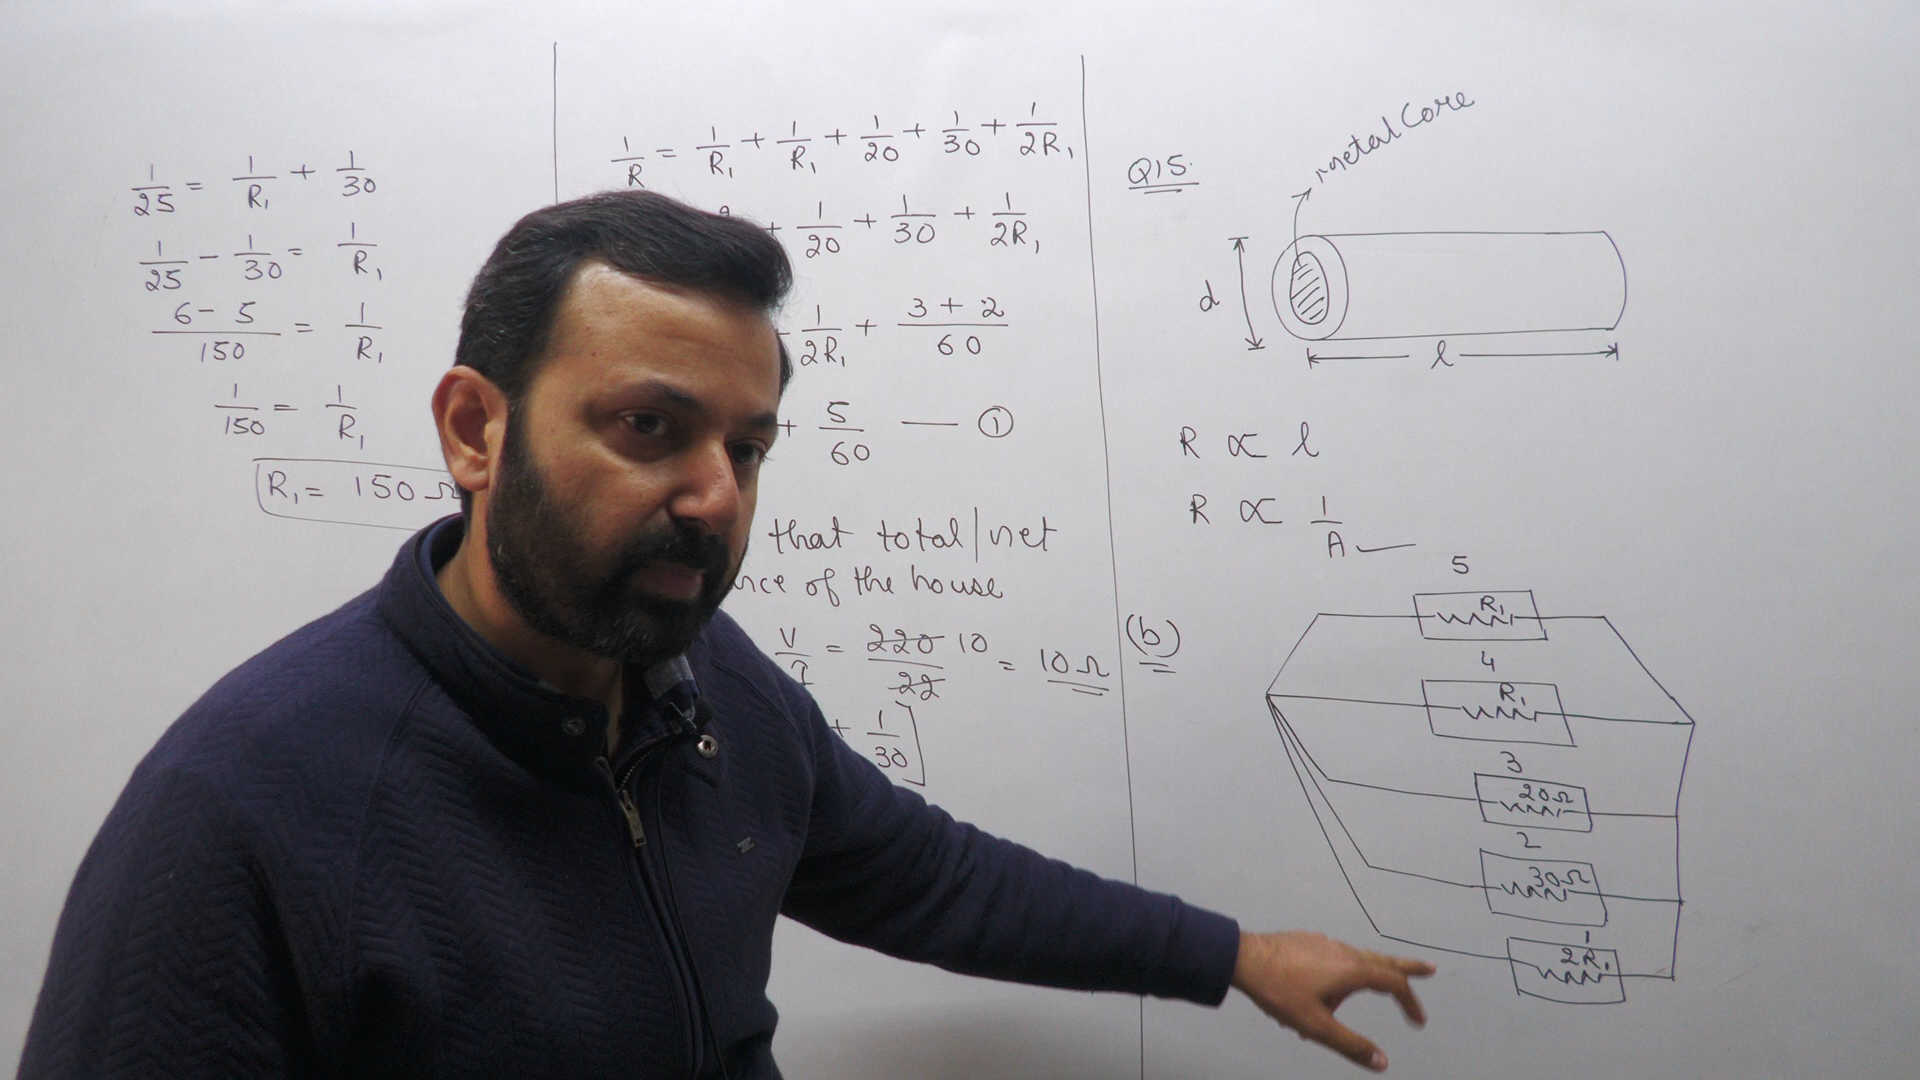 1/25 = 1/R₁ + 1/30
1/25 - 1/30 = 1/R₁
6 - 5/150 = 1/R₁
1/150 = 1/R₁
R₁ = 150 Ω
1/R = 1/R₁ + 1/R₁ + 1/20 + 1/30 + 1/2R₁
+ 1/20 + 1/30 + 1/2R₁
1/2R₁ + 3 + 2/60
+ 5/60 — ①
that total/net
of the house
V/I = 220/22 10 = 10 Ω
+ 1/30]
Q15.
metal Core
d
l
R ∝ l
R ∝ 1/A
(b)
5
R₁
4
R₁
3
20Ω
2
30Ω
1
2R₁